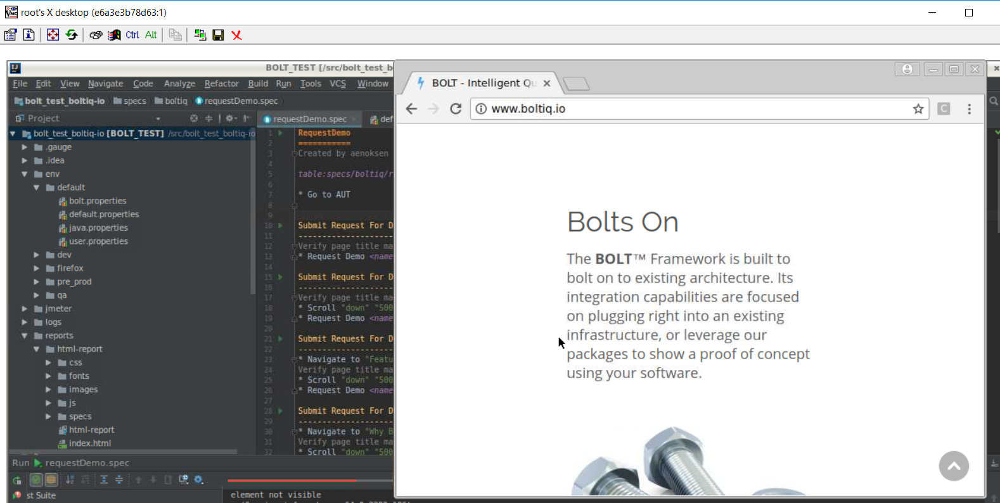 root's X desktop (e6a3e3b78d63:1)
Ctrl Alt
BOLT_TEST [/src/bolt_test_b
File Edit View Navigate Code Analyze Refactor Build Run Tools VCS Window
bolt_test_boltiq-io specs boltiq requestDemo.spec
Project
requestDemo.spec def
bolt_test_boltiq-io [BOLT_TEST] /src/bolt_test_boltiq-io
.gauge
.idea
env
default
bolt.properties
default.properties
java.properties
user.properties
dev
firefox
pre_prod
qa
jmeter
logs
reports
html-report
css
fonts
images
js
specs
html-report
index.html
1 RequestDemo
2 ===========
3 Created by aenoksen
4
5 table:specs/boltiq/r
6
7 * Go to AUT
8
9
10 Submit Request For D
11 -------------------
12 Verify page title ma
13 * Request Demo <name
14
15 Submit Request For D
16 -------------------
17 Verify page title ma
18 * Scroll "down" "500
19 * Request Demo <name
20
21 Submit Request For D
22 -------------------
23 * Navigate to "Featu
24 Verify page title ma
25 * Scroll "down" "500
26 * Request Demo <name
27
28 Submit Request For D
29 -------------------
30 * Navigate to "Why B
31 Verify page title ma
32 * Scroll "down" "500
Run requestDemo.spec
st Suite
element not visible
BOLT - Intelligent Qu
www.boltiq.io
C
Bolts On
The BOLT™ Framework is built to
bolt on to existing architecture. Its
integration capabilities are focused
on plugging right into an existing
infrastructure, or leverage our
packages to show a proof of concept
using your software.